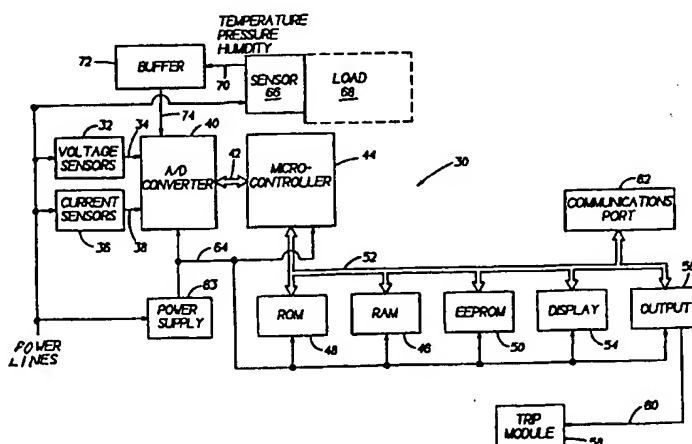 TEMPERATURE
PRESSURE
HUMIDITY
72
BUFFER
70
SENSOR
66
LOAD
68
74
32
34
40
VOLTAGE
SENSORS
A/D
CONVERTER
42
MICRO-
CONTROLLER
44
30
CURRENT
SENSORS
36
38
64
62
COMMUNICATIONS
PORT
52
56
63
POWER
SUPPLY
ROM
48
RAM
46
EEPROM
50
DISPLAY
54
OUTPUT
POWER
LINES
60
TRIP
MODULE
58